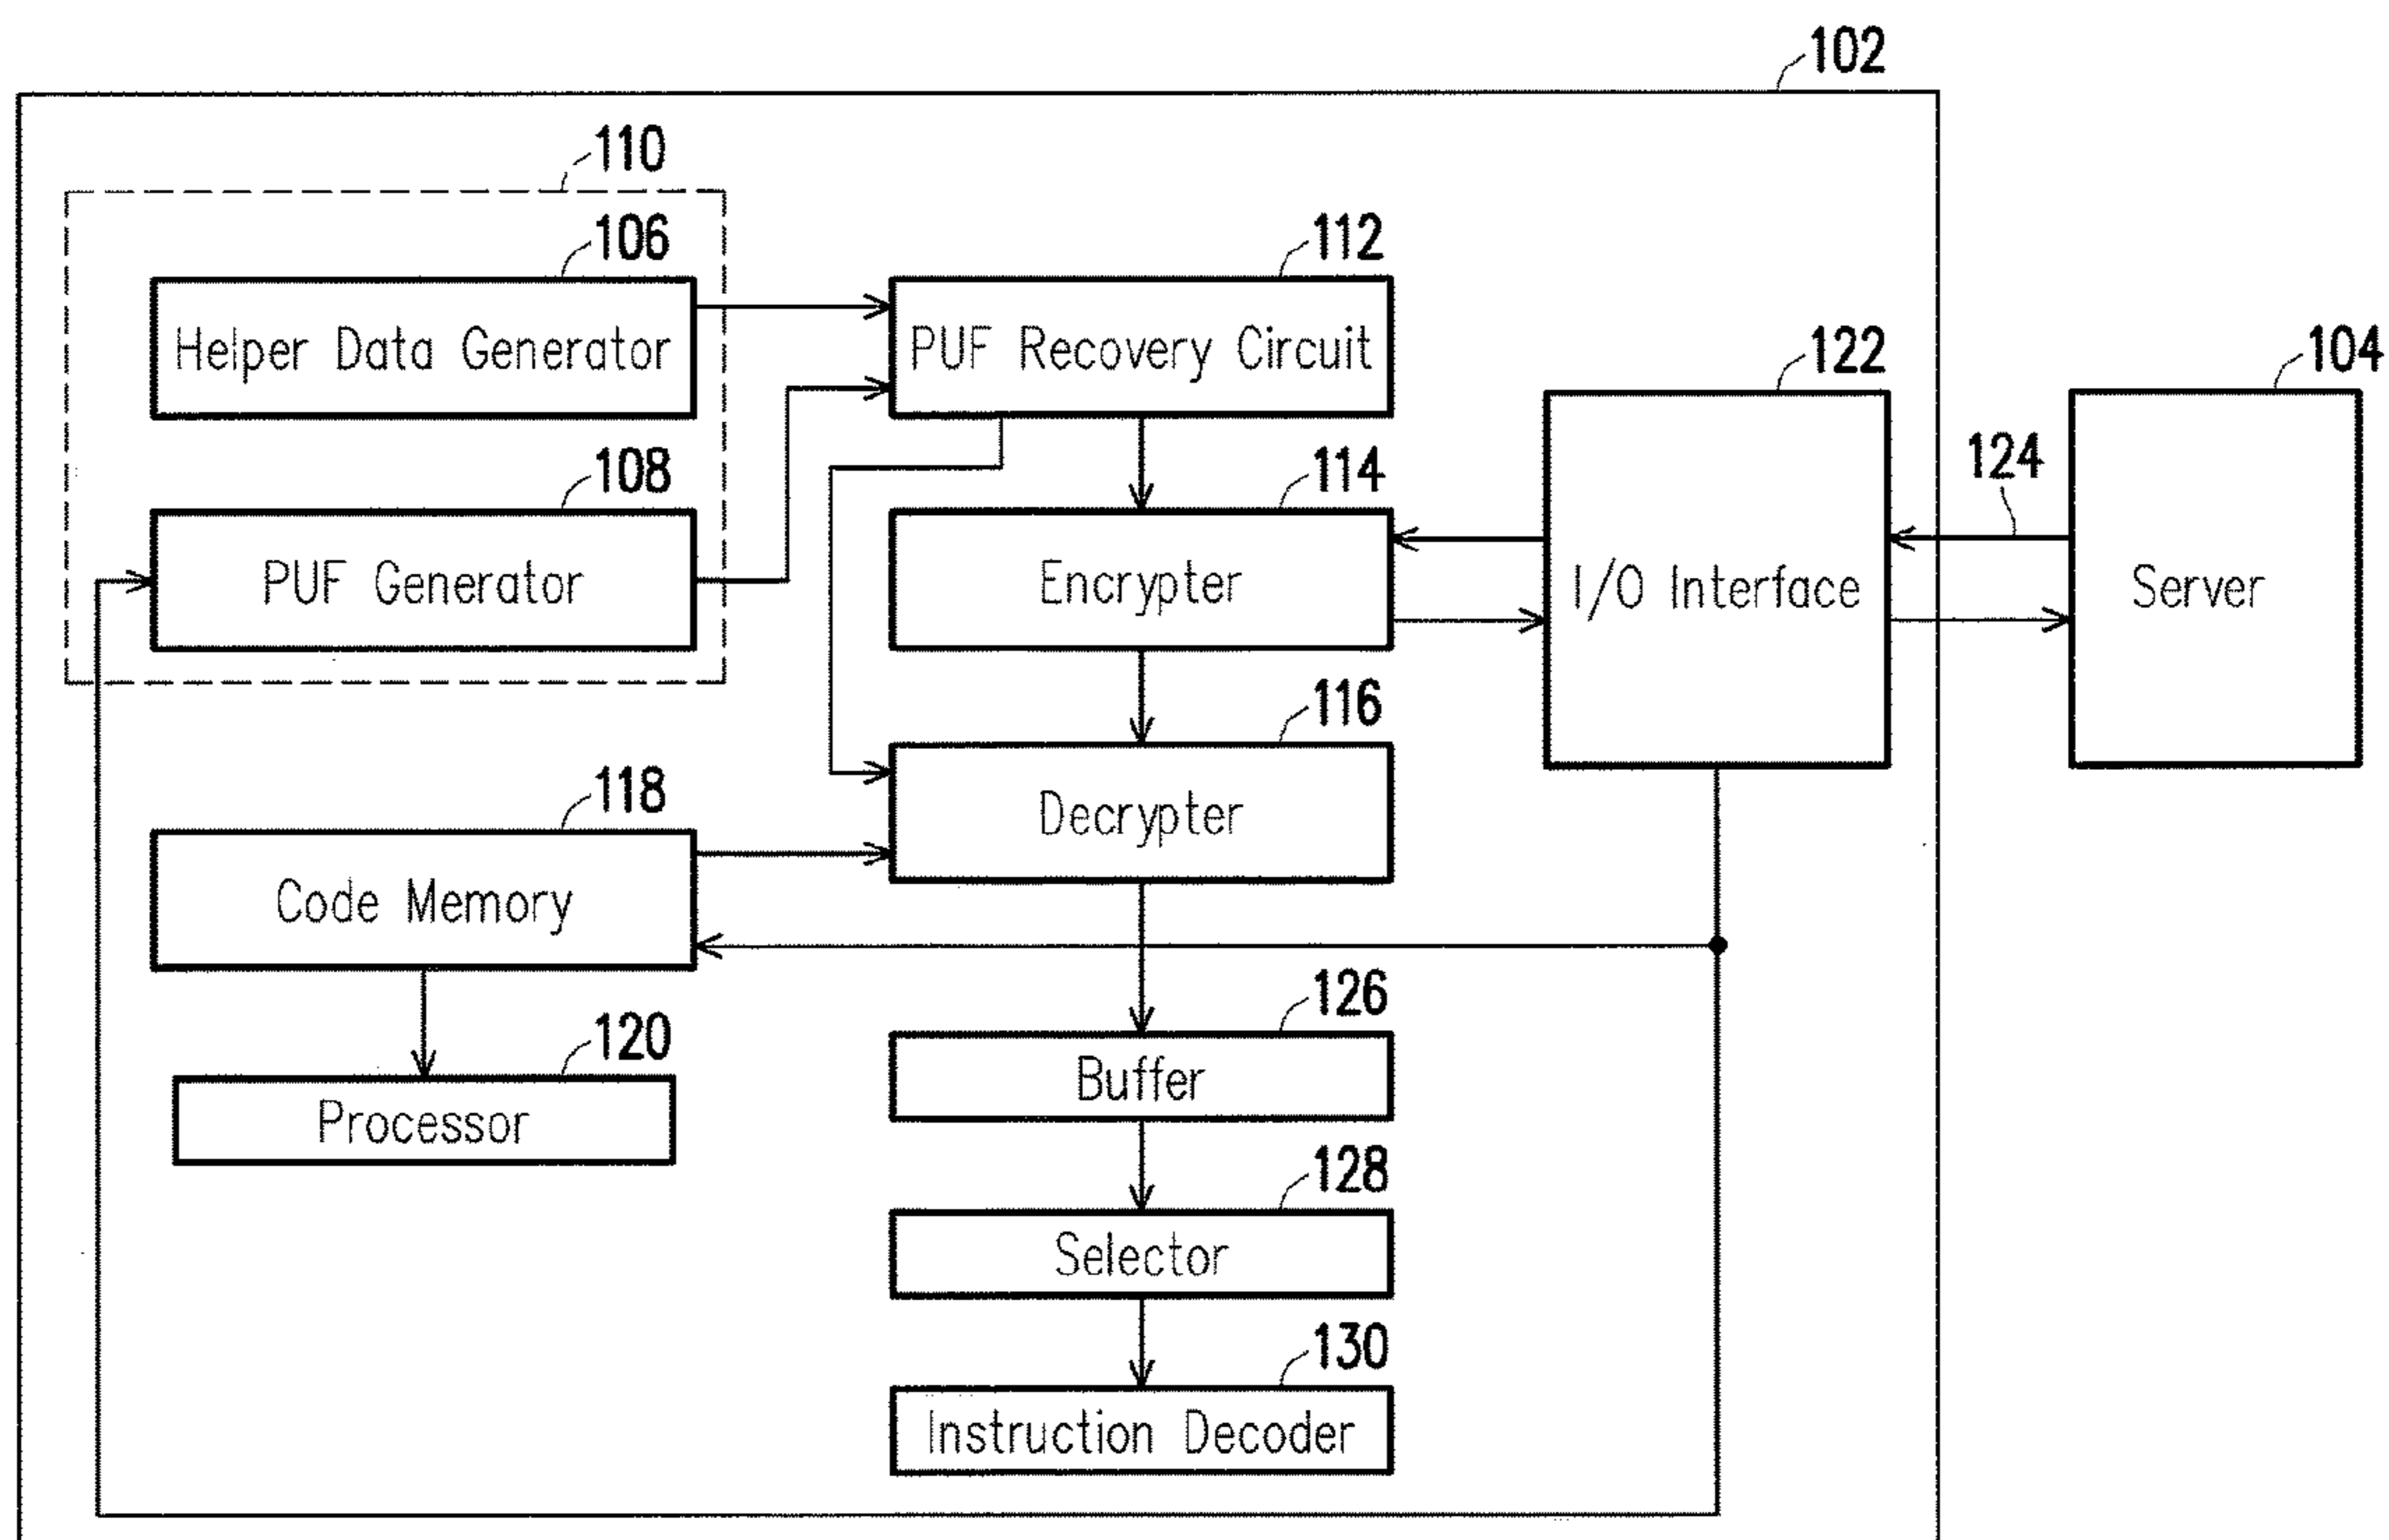 102
110
106
Helper Data Generator
112
PUF Recovery Circuit
122
I/O Interface
104
Server
124
108
PUF Generator
114
Encrypter
116
Decrypter
118
Code Memory
126
Buffer
120
Processor
128
Selector
130
Instruction Decoder